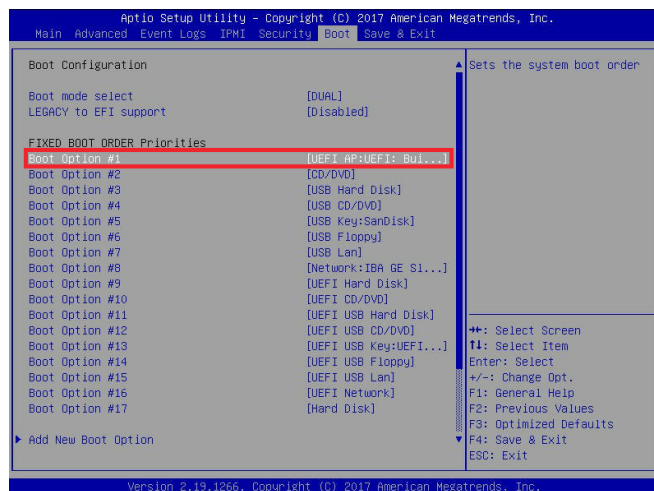 Aptio Setup Utility – Copyright (C) 2017 American Megatrends, Inc.
Main Advanced Event Logs IPMI Security Boot Save & Exit
Boot Configuration
Sets the system boot order
Boot mode select [DUAL]
LEGACY to EFI support [Disabled]
FIXED BOOT ORDER Priorities
Boot Option #1 [UEFI AP:UEFI: Bui...]
Boot Option #2 [CD/DVD]
Boot Option #3 [USB Hard Disk]
Boot Option #4 [USB CD/DVD]
Boot Option #5 [USB Key:SanDisk]
Boot Option #6 [USB Floppy]
Boot Option #7 [USB Lan]
Boot Option #8 [Network:IBA GE Sl...]
Boot Option #9 [UEFI Hard Disk]
Boot Option #10 [UEFI CD/DVD]
Boot Option #11 [UEFI USB Hard Disk]
Boot Option #12 [UEFI USB CD/DVD]
Boot Option #13 [UEFI USB Key:UEFI...]
Boot Option #14 [UEFI USB Floppy]
Boot Option #15 [UEFI USB Lan]
Boot Option #16 [UEFI Network]
Boot Option #17 [Hard Disk]
Add New Boot Option
→←: Select Screen
↑↓: Select Item
Enter: Select
+/-: Change Opt.
F1: General Help
F2: Previous Values
F3: Optimized Defaults
F4: Save & Exit
ESC: Exit
Version 2.19.1266. Copyright (C) 2017 American Megatrends, Inc.